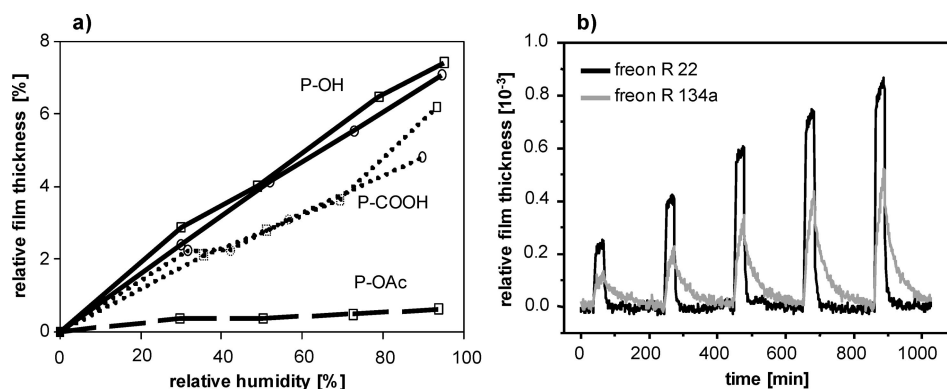 a)
relative film thickness [%]
8
6
4
2
0
P-OH
P-COOH
P-OAc
0 20 40 60 80 100
relative humidity [%]
b)
relative film thickness [10⁻³]
1.0
0.8
0.6
0.4
0.2
0.0
freon R 22
freon R 134a
0 200 400 600 800 1000
time [min]